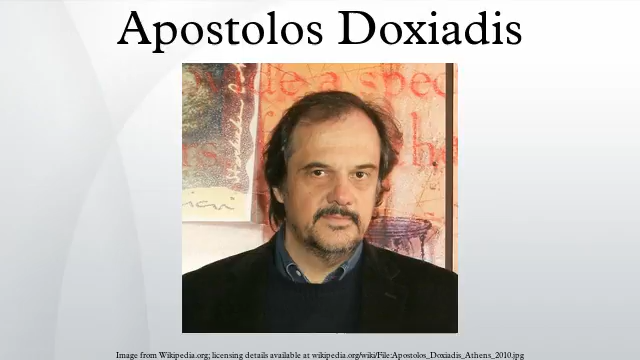 Apostolos Doxiadis
Image from Wikipedia.org; licensing details available at wikipedia.org/wiki/File:Apostolos_Doxiadis_Athens_2010.jpg